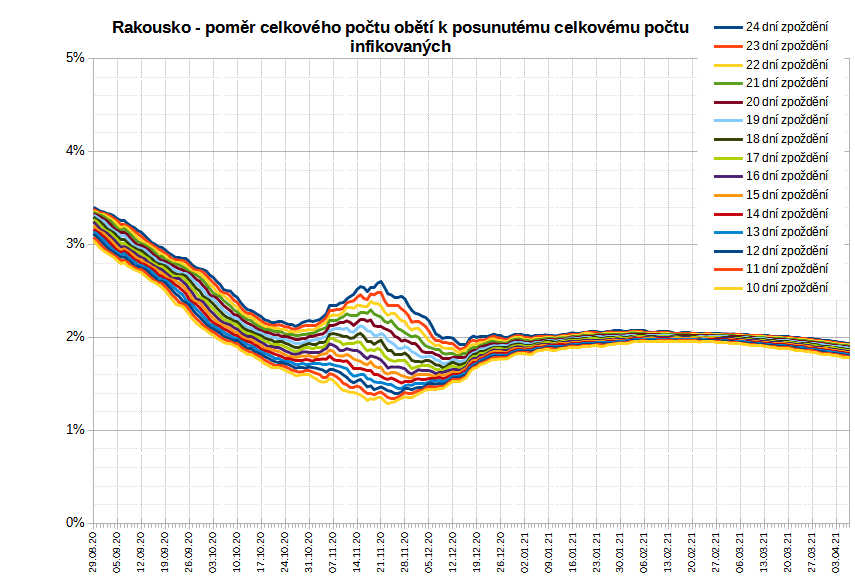 Rakousko - poměr celkového počtu obětí k posunutému celkovému počtu
infikovaných
24 dní zpoždění
23 dní zpoždění
22 dní zpoždění
21 dní zpoždění
20 dní zpoždění
19 dní zpoždění
18 dní zpoždění
17 dní zpoždění
16 dní zpoždění
15 dní zpoždění
14 dní zpoždění
13 dní zpoždění
12 dní zpoždění
11 dní zpoždění
10 dní zpoždění
5%
4%
3%
2%
1%
0%
29.08.20
05.09.20
12.09.20
19.09.20
26.09.20
03.10.20
10.10.20
17.10.20
24.10.20
31.10.20
07.11.20
14.11.20
21.11.20
28.11.20
05.12.20
12.12.20
19.12.20
26.12.20
02.01.21
09.01.21
16.01.21
23.01.21
30.01.21
06.02.21
13.02.21
20.02.21
27.02.21
06.03.21
13.03.21
20.03.21
27.03.21
03.04.21